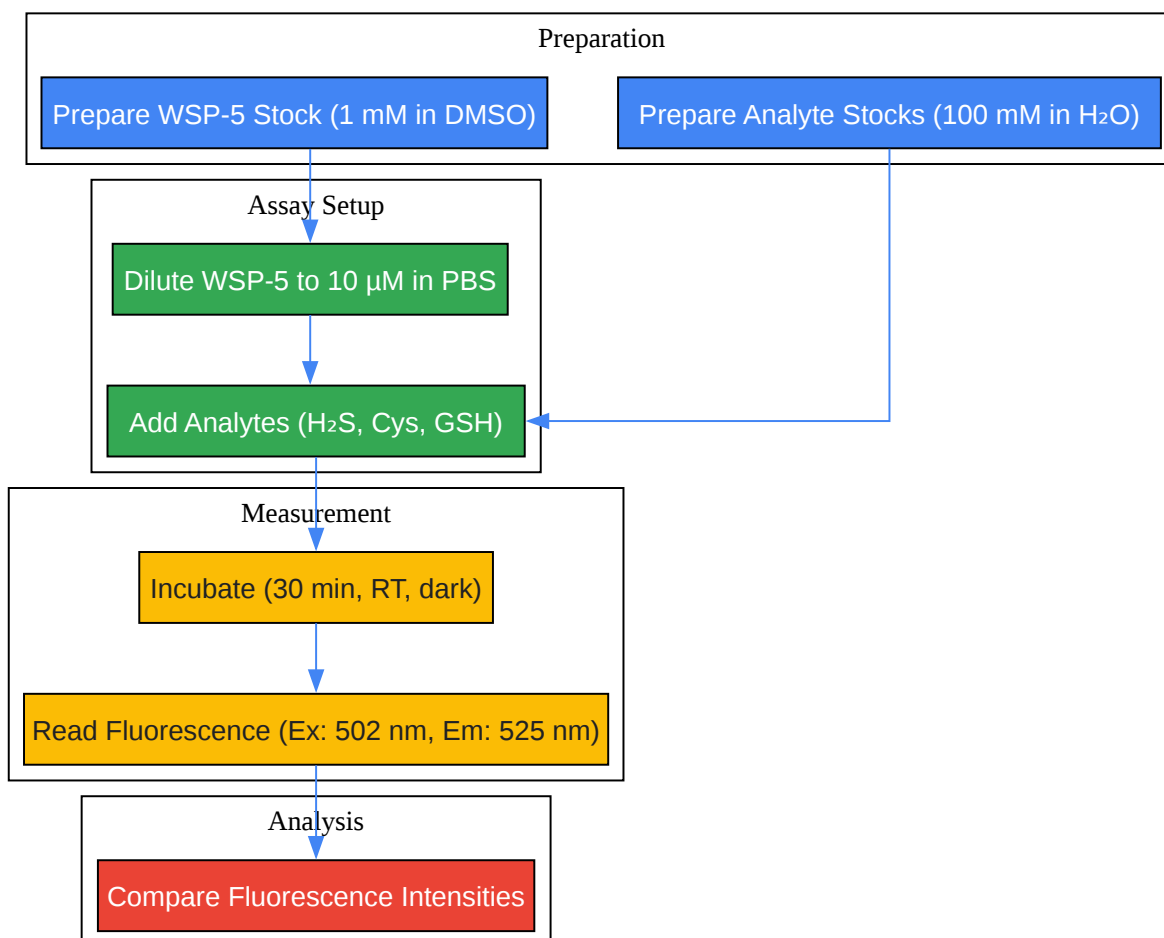 Preparation
Prepare WSP-5 Stock (1 mM in DMSO)
Prepare Analyte Stocks (100 mM in H₂O)
Assay Setup
Dilute WSP-5 to 10 µM in PBS
Add Analytes (H₂S, Cys, GSH)
Measurement
Incubate (30 min, RT, dark)
Read Fluorescence (Ex: 502 nm, Em: 525 nm)
Analysis
Compare Fluorescence Intensities